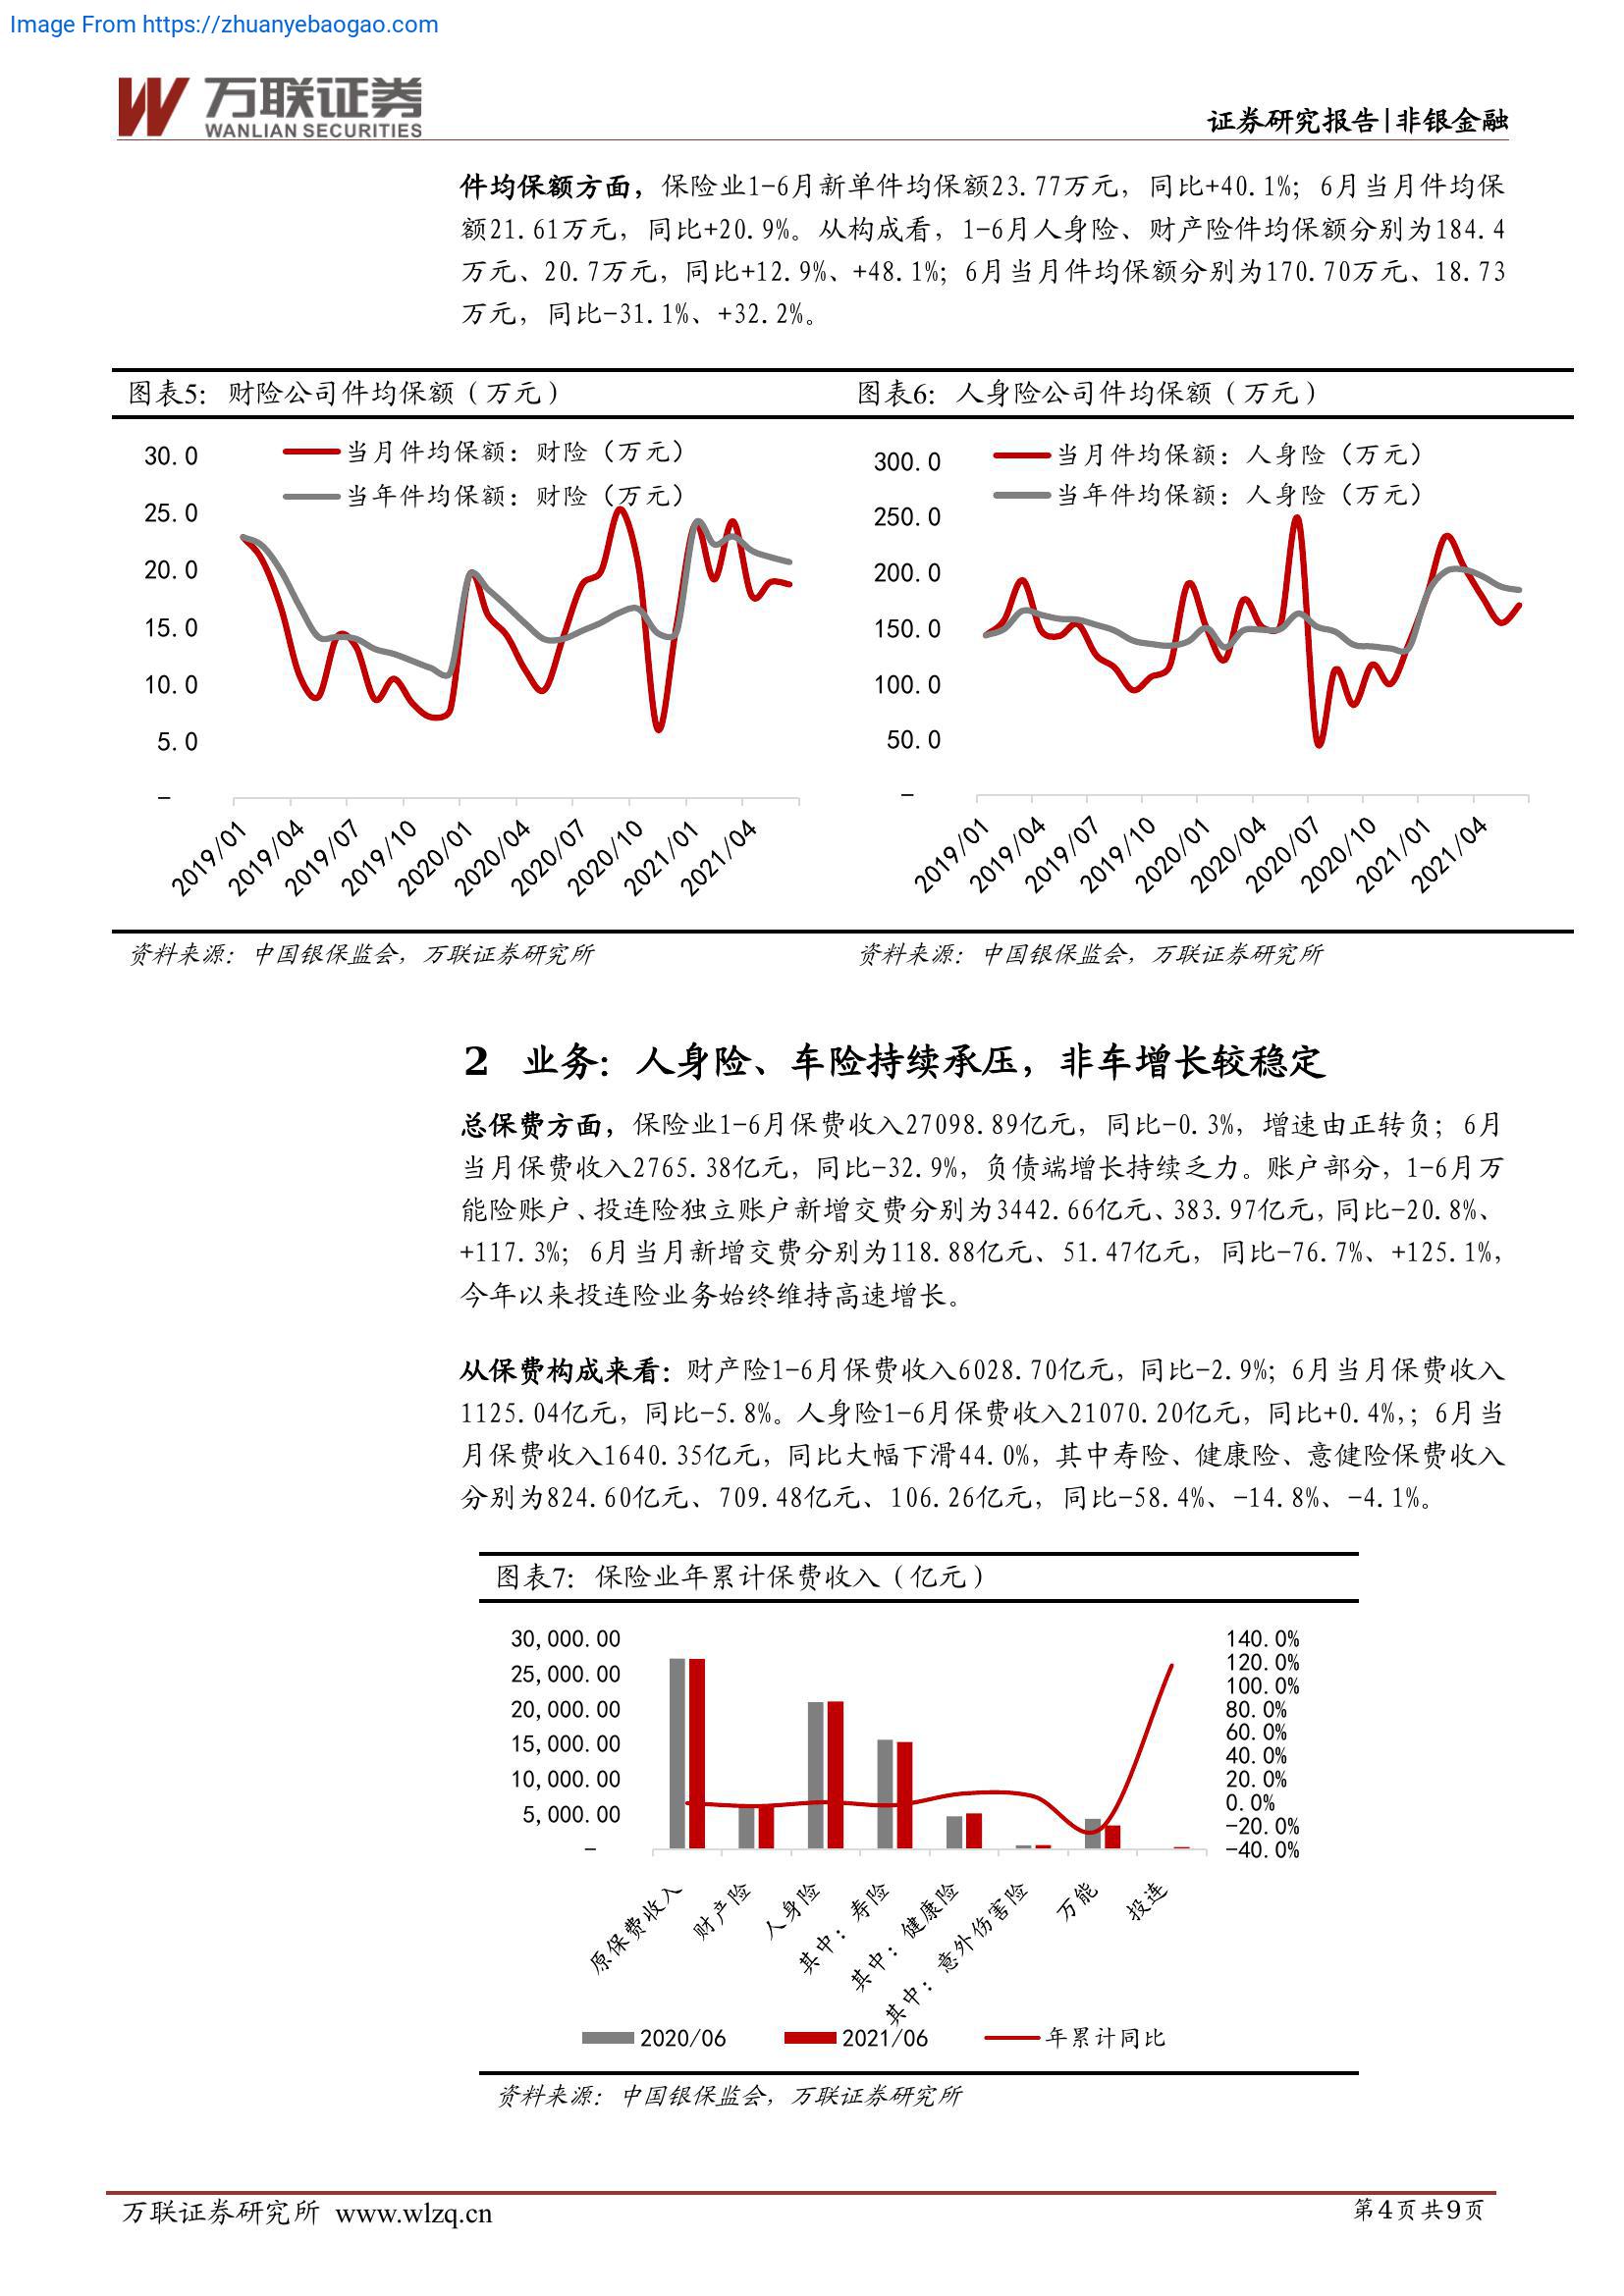 Image From https://zhuanyebaogao.com
万联证券
WANLIAN SECURITIES
证券研究报告|非银金融
件均保额方面，保险业1-6月新单件均保额23.77万元，同比+40.1%；6月当月件均保
额21.61万元，同比+20.9%。从构成看，1-6月人身险、财产险件均保额分别为184.4
万元、20.7万元，同比+12.9%、+48.1%；6月当月件均保额分别为170.70万元、18.73
万元，同比-31.1%、+32.2%。
图表5：财险公司件均保额（万元）
当月件均保额：财险（万元）
当年件均保额：财险（万元）
30.0
25.0
20.0
15.0
10.0
5.0
-
2019/01
2019/04
2019/07
2019/10
2020/01
2020/04
2020/07
2020/10
2021/01
2021/04
资料来源：中国银保监会，万联证券研究所
图表6：人身险公司件均保额（万元）
当月件均保额：人身险（万元）
当年件均保额：人身险（万元）
300.0
250.0
200.0
150.0
100.0
50.0
-
2019/01
2019/04
2019/07
2019/10
2020/01
2020/04
2020/07
2020/10
2021/01
2021/04
资料来源：中国银保监会，万联证券研究所
2 业务：人身险、车险持续承压，非车增长较稳定
总保费方面，保险业1-6月保费收入27098.89亿元，同比-0.3%，增速由正转负；6月
当月保费收入2765.38亿元，同比-32.9%，负债端增长持续乏力。账户部分，1-6月万
能险账户、投连险独立账户新增交费分别为3442.66亿元、383.97亿元，同比-20.8%、
+117.3%；6月当月新增交费分别为118.88亿元、51.47亿元，同比-76.7%、+125.1%，
今年以来投连险业务始终维持高速增长。
从保费构成来看：财产险1-6月保费收入6028.70亿元，同比-2.9%；6月当月保费收入
1125.04亿元，同比-5.8%。人身险1-6月保费收入21070.20亿元，同比+0.4%,；6月当
月保费收入1640.35亿元，同比大幅下滑44.0%，其中寿险、健康险、意健险保费收入
分别为824.60亿元、709.48亿元、106.26亿元，同比-58.4%、-14.8%、-4.1%。
图表7：保险业年累计保费收入（亿元）
30,000.00
25,000.00
20,000.00
15,000.00
10,000.00
5,000.00
-
140.0%
120.0%
100.0%
80.0%
60.0%
40.0%
20.0%
0.0%
-20.0%
-40.0%
原保费收入
财产险
人身险
其中：寿险
其中：健康险
其中：意外伤害险
万能
投连
2020/06
2021/06
年累计同比
资料来源：中国银保监会，万联证券研究所
万联证券研究所 www.wlzq.cn
第4页共9页